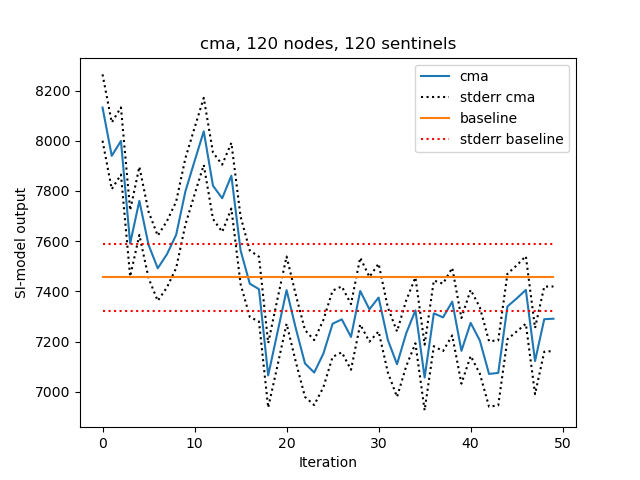 cma, 120 nodes, 120 sentinels
cma
stderr cma
baseline
stderr baseline
SI-model output
8200
8000
7800
7600
7400
7200
7000
0 10 20 30 40 50
Iteration